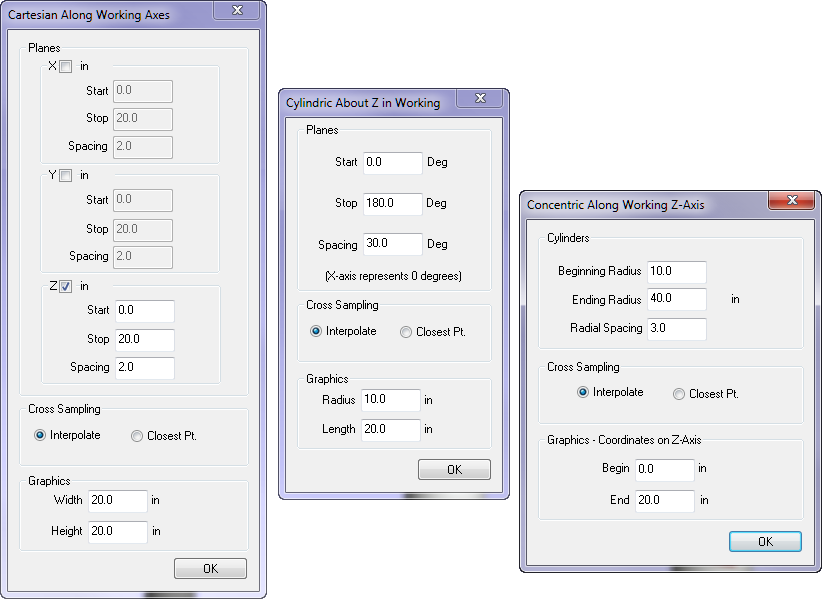 Cartesian Along Working Axes
Planes
X in
Start 0.0
Stop 20.0
Spacing 2.0
Y in
Start 0.0
Stop 20.0
Spacing 2.0
Z in
Start 0.0
Stop 20.0
Spacing 2.0
Cross Sampling
Interpolate Closest Pt.
Graphics
Width 20.0 in
Height 20.0 in
OK
Cylindric About Z in Working
Planes
Start 0.0 Deg
Stop 180.0 Deg
Spacing 30.0 Deg
(X-axis represents 0 degrees)
Cross Sampling
Interpolate Closest Pt.
Graphics
Radius 10.0 in
Length 20.0 in
OK
Concentric Along Working Z-Axis
Cylinders
Beginning Radius 10.0
Ending Radius 40.0 in
Radial Spacing 3.0
Cross Sampling
Interpolate Closest Pt.
Graphics - Coordinates on Z-Axis
Begin 0.0 in
End 20.0 in
OK